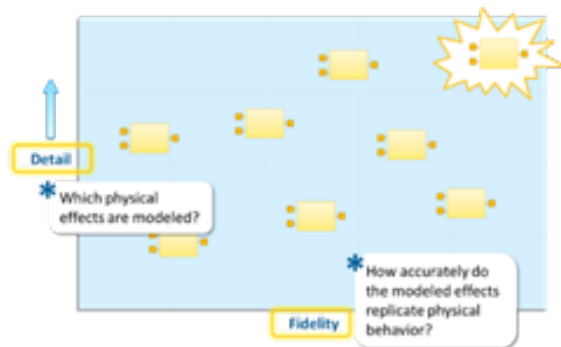 Detail
* Which physical
effects are modeled?
* How accurately do
the modeled effects
replicate physical
behavior?
Fidelity